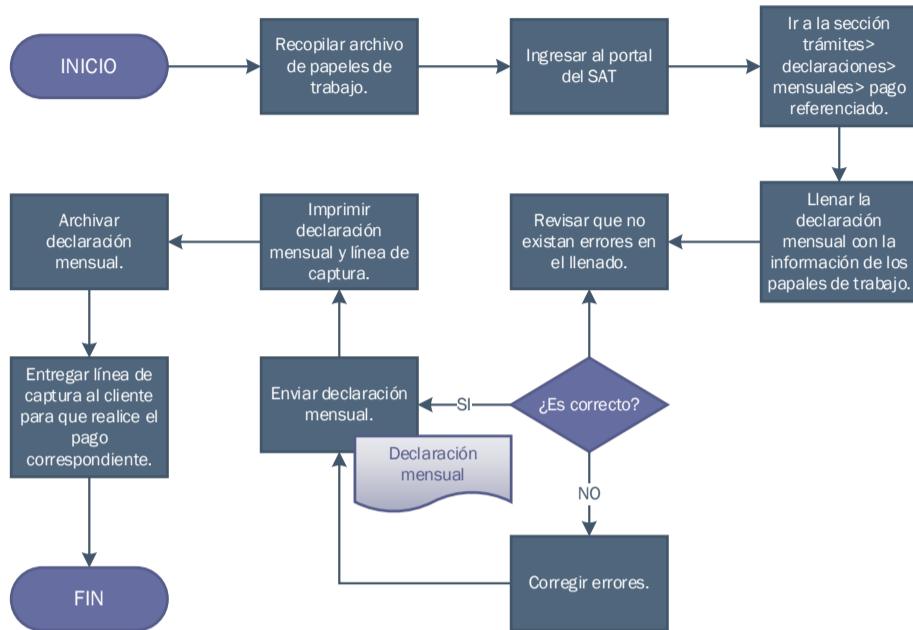 INICIO
Recopilar archivo
de papeles de
trabajo.
Ingresar al portal
del SAT
Ir a la sección
trámites>
declaraciones>
mensuales> pago
referenciado.
Llenar la
declaración
mensual con la
información de los
papales de trabajo.
Revisar que no
existan errores en
el llenado.
¿Es correcto?
SI
NO
Corregir errores.
Enviar declaración
mensual.
Declaración
mensual
Imprimir
declaración
mensual y línea de
captura.
Archivar
declaración
mensual.
Entregar línea de
captura al cliente
para que realice el
pago
correspondiente.
FIN